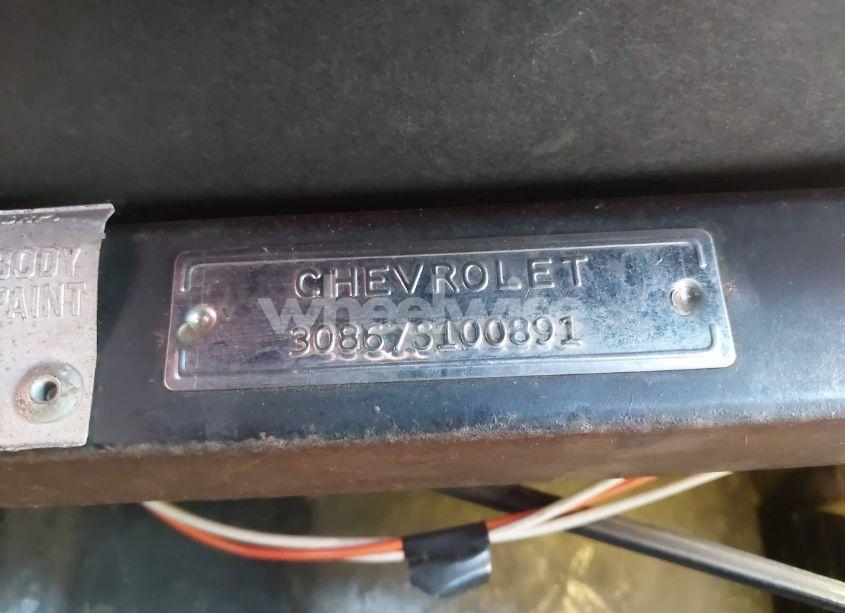 BODY
PAINT
CHEVROLET
30867S100891